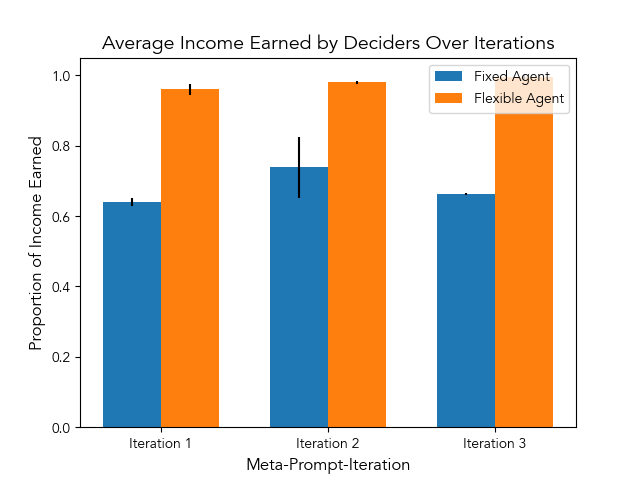 Average Income Earned by Deciders Over Iterations
Fixed Agent
Flexible Agent
Proportion of Income Earned
1.0
0.8
0.6
0.4
0.2
0.0
Iteration 1
Iteration 2
Iteration 3
Meta-Prompt-Iteration